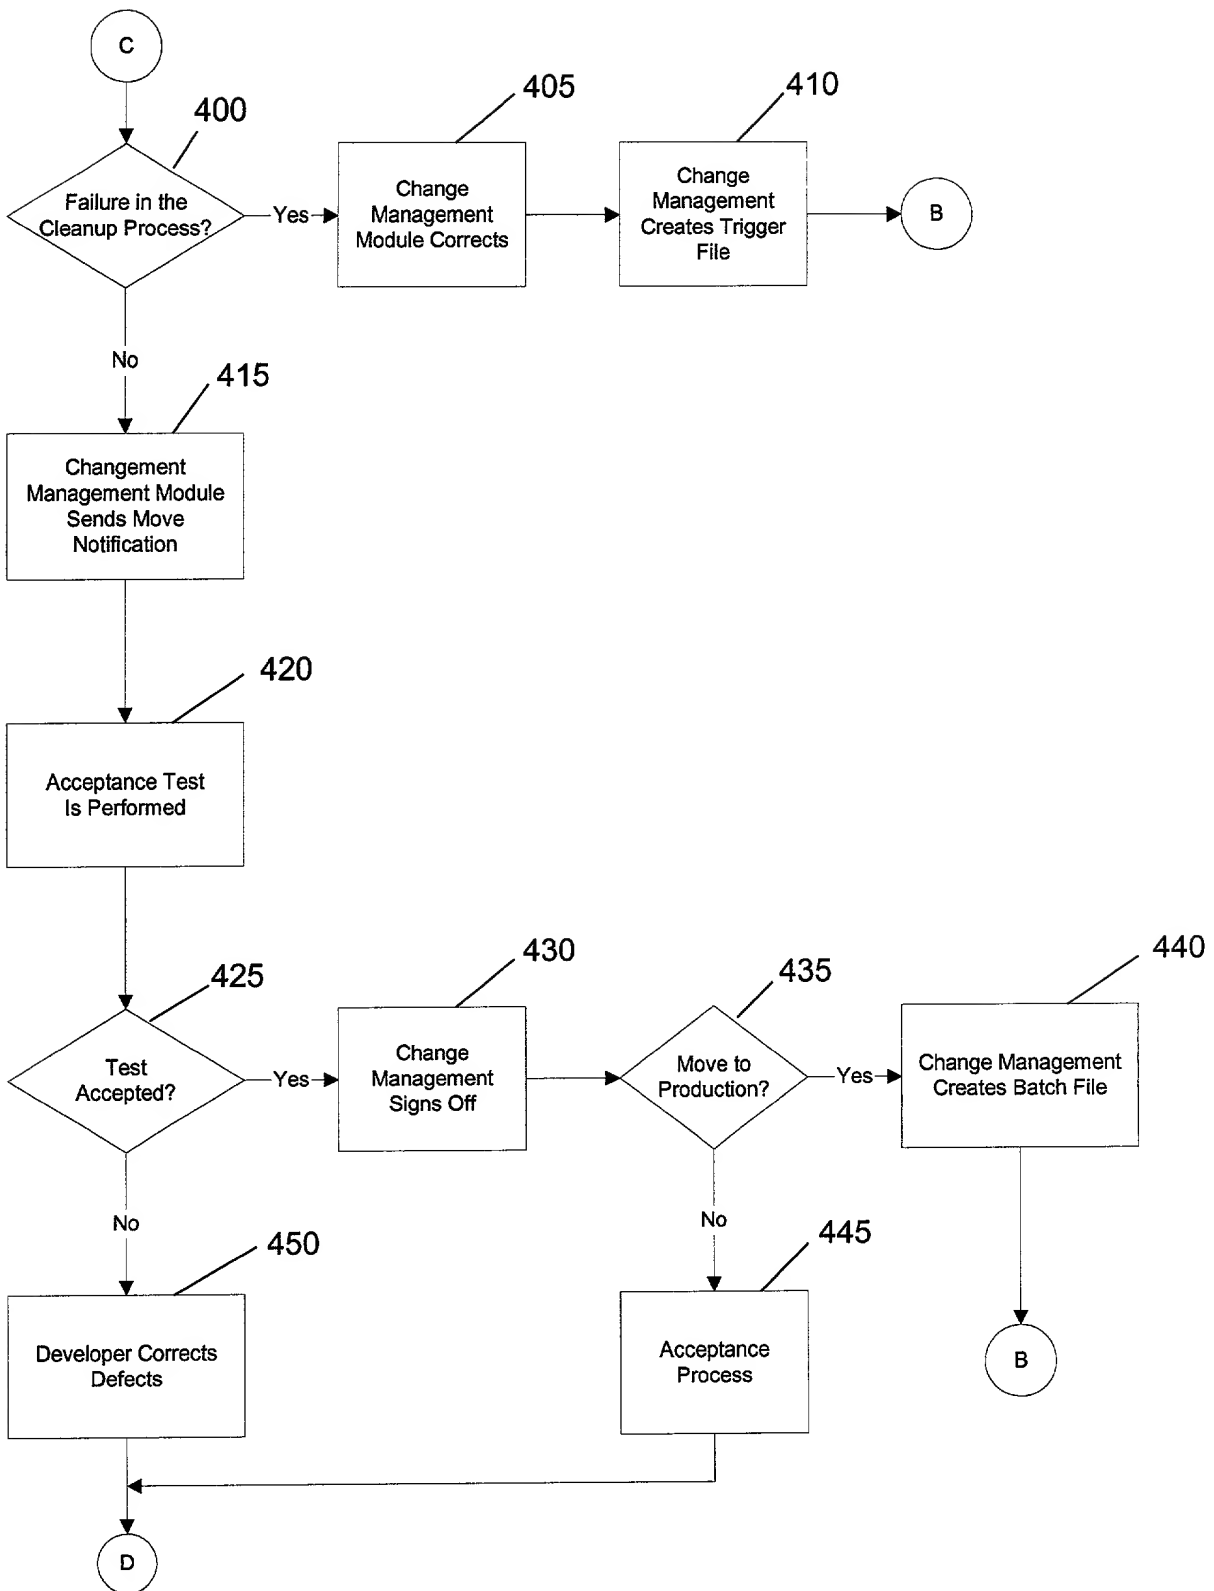 C
400
405
410
Failure in the
Cleanup Process?
Yes
Change
Management
Module Corrects
Change
Management
Creates Trigger
File
B
No
415
Changement
Management Module
Sends Move
Notification
420
Acceptance Test
Is Performed
425
430
435
440
Test
Accepted?
Yes
Change
Management
Signs Off
Move to
Production?
Yes
Change Management
Creates Batch File
No
No
450
445
Developer Corrects
Defects
Acceptance
Process
B
D